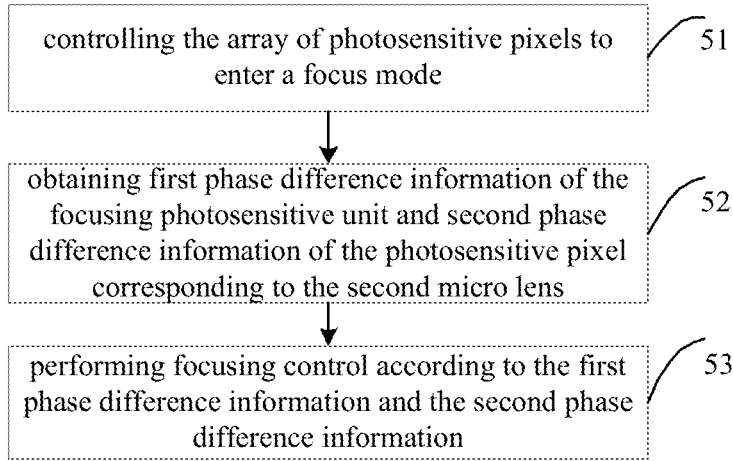 controlling the array of photosensitive pixels to
enter a focus mode
51
obtaining first phase difference information of the
focusing photosensitive unit and second phase
difference information of the photosensitive pixel
corresponding to the second micro lens
52
performing focusing control according to the first
phase difference information and the second phase
difference information
53